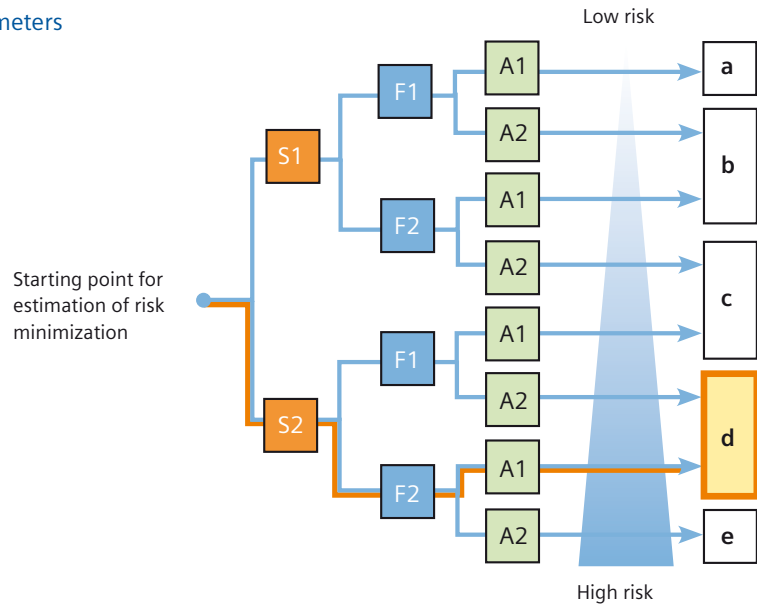 meters
Low risk
A1
a
F1
A2
S1
b
A1
F2
A2
Starting point for
estimation of risk
minimization
c
A1
F1
A2
S2
d
A1
F2
A2
e
High risk